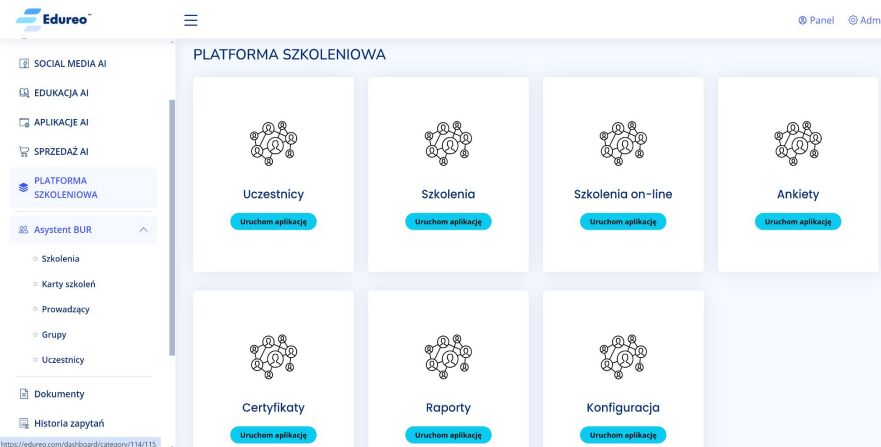 Edureo™
Panel
SOCIAL MEDIA AI
EDUKACJA AI
APLIKACJE AI
SPRZEDAŻ AI
PLATFORMA
SZKOLENIOWA
Asystent BUR
Szkolenia
Karty szkoleń
Prowadzący
Grupy
Uczestnicy
Dokumenty
Historia zapytań
https://edureo.com/dashboard/category/114/115
PLATFORMA SZKOLENIOWA
Uczestnicy
Uruchom aplikację
Szkolenia
Uruchom aplikację
Szkolenia on-line
Uruchom aplikację
Ankiety
Uruchom aplikację
Certyfikaty
Uruchom aplikację
Raporty
Uruchom aplikację
Konfiguracja
Uruchom aplikację